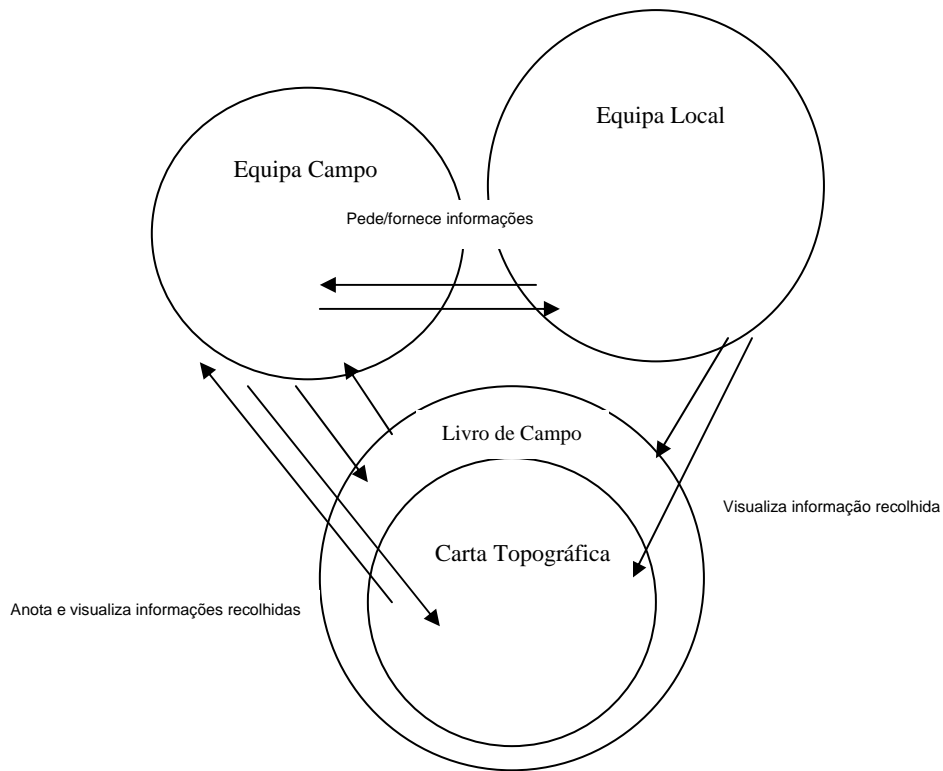 Equipa Local
Equipa Campo
Pede/fornece informações
Livro de Campo
Visualiza informação recolhida
Carta Topográfica
Anota e visualiza informações recolhidas